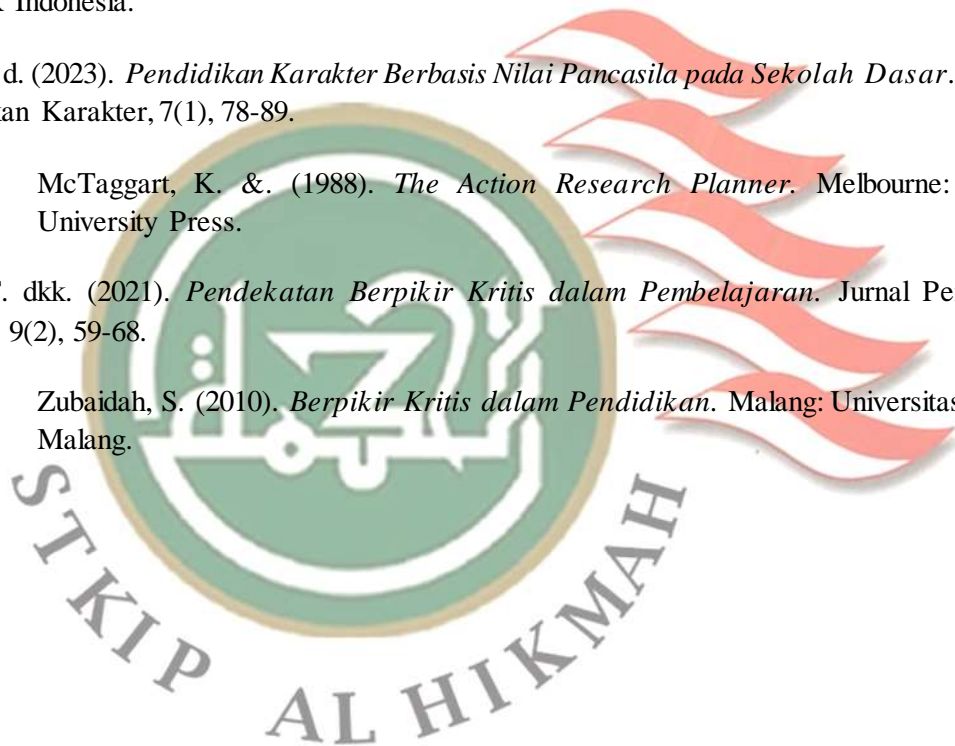 Indonesia.
d. (2023). Pendidikan Karakter Berbasis Nilai Pancasila pada Sekolah Dasar.
Karakter, 7(1), 78-89.
McTaggart, K. &. (1988). The Action Research Planner. Melbourne:
University Press.
dkk. (2021). Pendekatan Berpikir Kritis dalam Pembelajaran. Jurnal Pe
9(2), 59-68.
Zubaidah, S. (2010). Berpikir Kritis dalam Pendidikan. Malang: Universitas
Malang.
STKIP AL HIKMAH